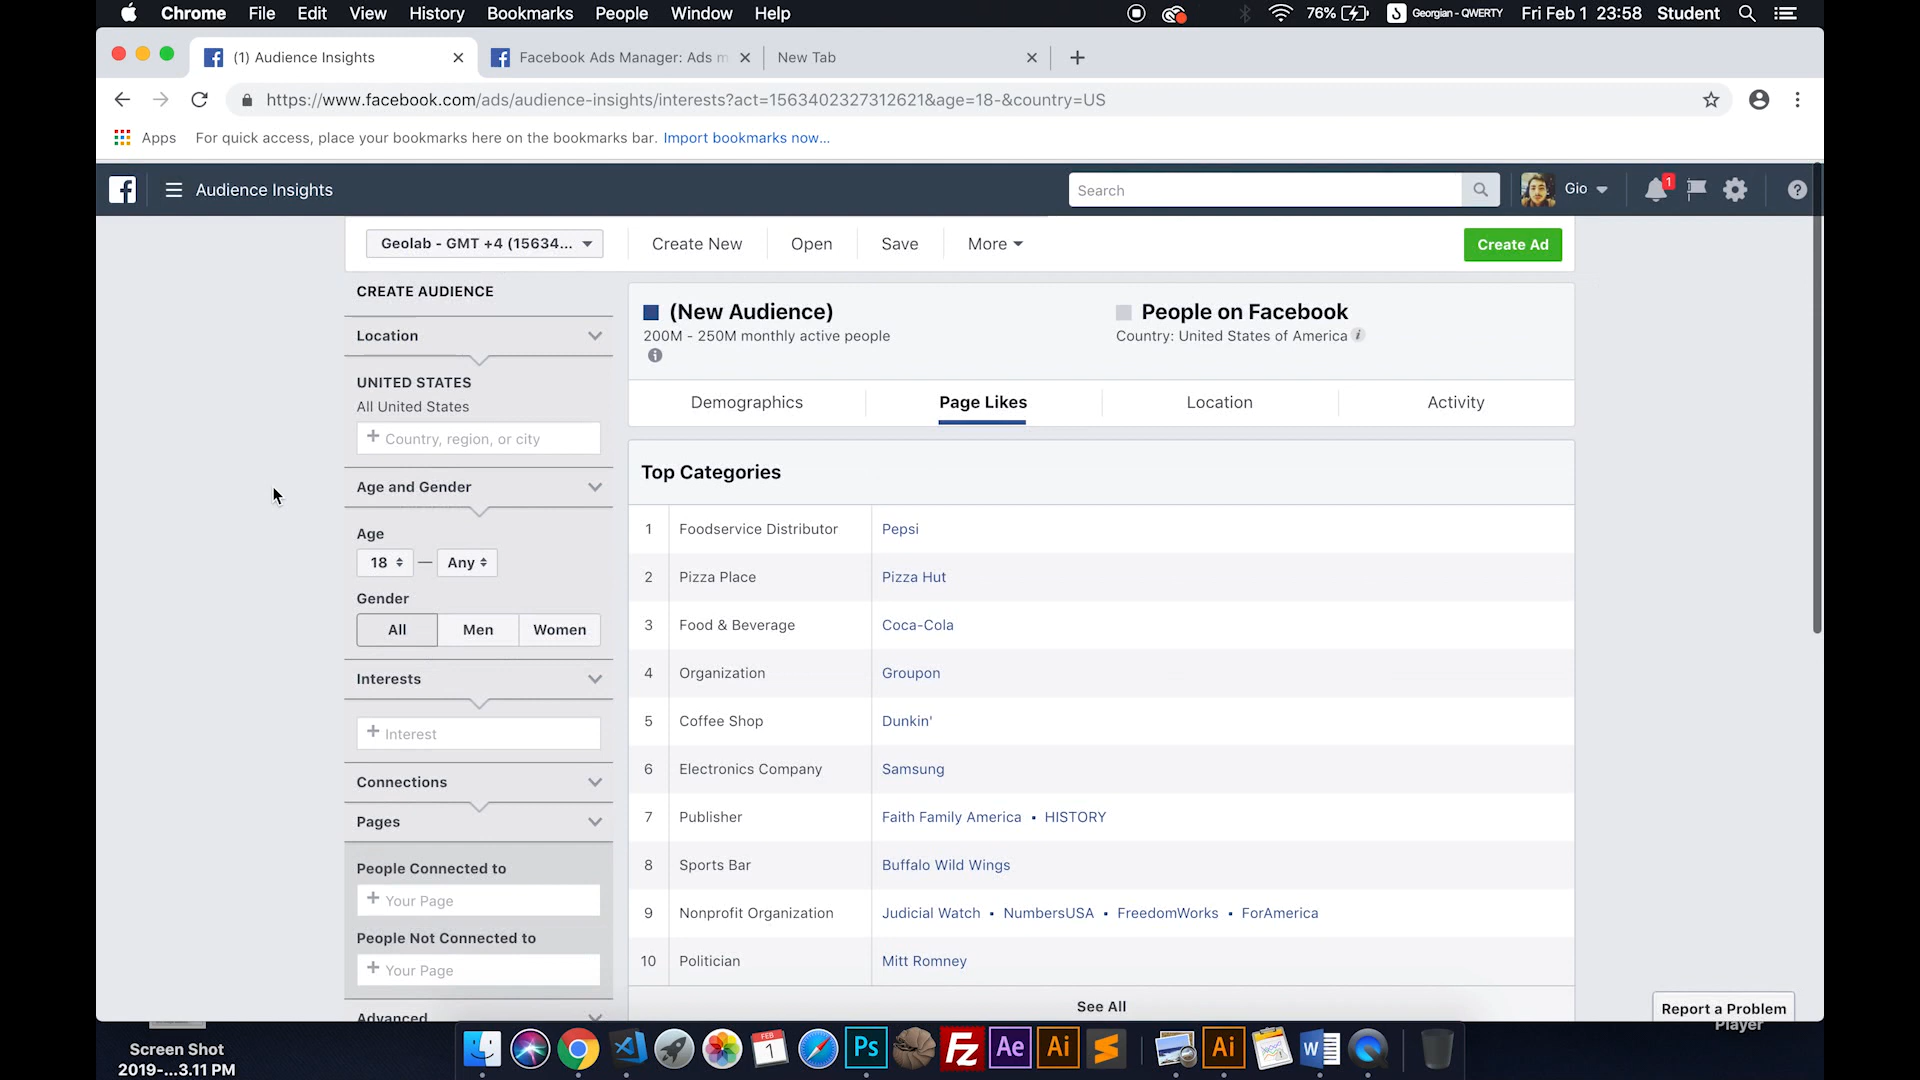 Chrome File Edit View History Bookmarks People Window Help 76% Georgian - QWERTY Fri Feb 1 23:58 Student
(1) Audience Insights Facebook Ads Manager: Ads m New Tab
https://www.facebook.com/ads/audience-insights/interests?act=1563402327312621&age=18-&country=US
Apps For quick access, place your bookmarks here on the bookmarks bar. Import bookmarks now...
Audience Insights Search Gio 1
Geolab - GMT +4 (15634... Create New Open Save More Create Ad
CREATE AUDIENCE
Location
UNITED STATES
All United States
+ Country, region, or city
Age and Gender
Age
18 — Any
Gender
All Men Women
Interests
+ Interest
Connections
Pages
People Connected to
+ Your Page
People Not Connected to
+ Your Page
Advanced
(New Audience)
200M - 250M monthly active people
People on Facebook
Country: United States of America
Demographics Page Likes Location Activity
Top Categories
1 Foodservice Distributor Pepsi
2 Pizza Place Pizza Hut
3 Food & Beverage Coca-Cola
4 Organization Groupon
5 Coffee Shop Dunkin'
6 Electronics Company Samsung
7 Publisher Faith Family America • HISTORY
8 Sports Bar Buffalo Wild Wings
9 Nonprofit Organization Judicial Watch • NumbersUSA • FreedomWorks • ForAmerica
10 Politician Mitt Romney
See All
Report a Problem
Player
Screen Shot
2019-...3.11 PM
FEB
1
Ps Fz Ae Ai Ai W